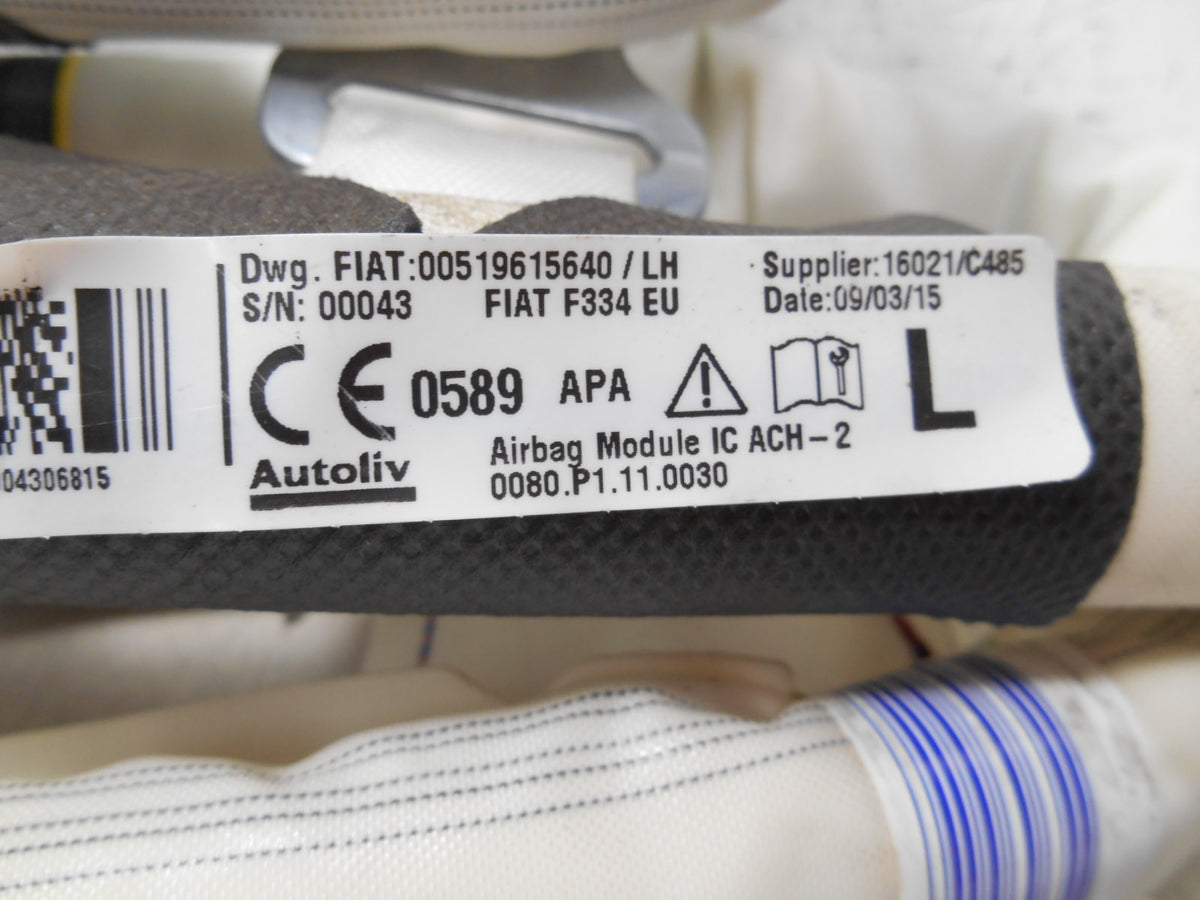 Dwg. FIAT:00519615640 / LH
S/N: 00043 FIAT F334 EU
Supplier:16021/C485
Date:09/03/15
CE 0589 APA
L
Autoliv
Airbag Module IC ACH-2
0080.P1.11.0030
04306815